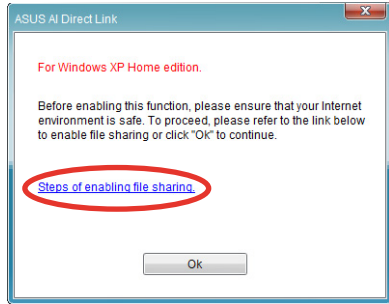 ASUS AI Direct Link
For Windows XP Home edition.
Before enabling this function, please ensure that your Internet
environment is safe. To proceed, please refer to the link below
to enable file sharing or click "Ok" to continue.
Steps of enabling file sharing.
Ok